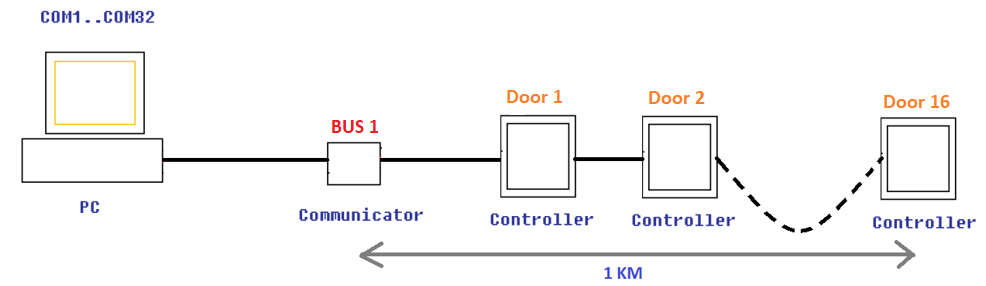 COM1..COM32
BUS 1
Door 1
Door 2
Door 16
PC
Communicator
Controller
Controller
Controller
1 KM